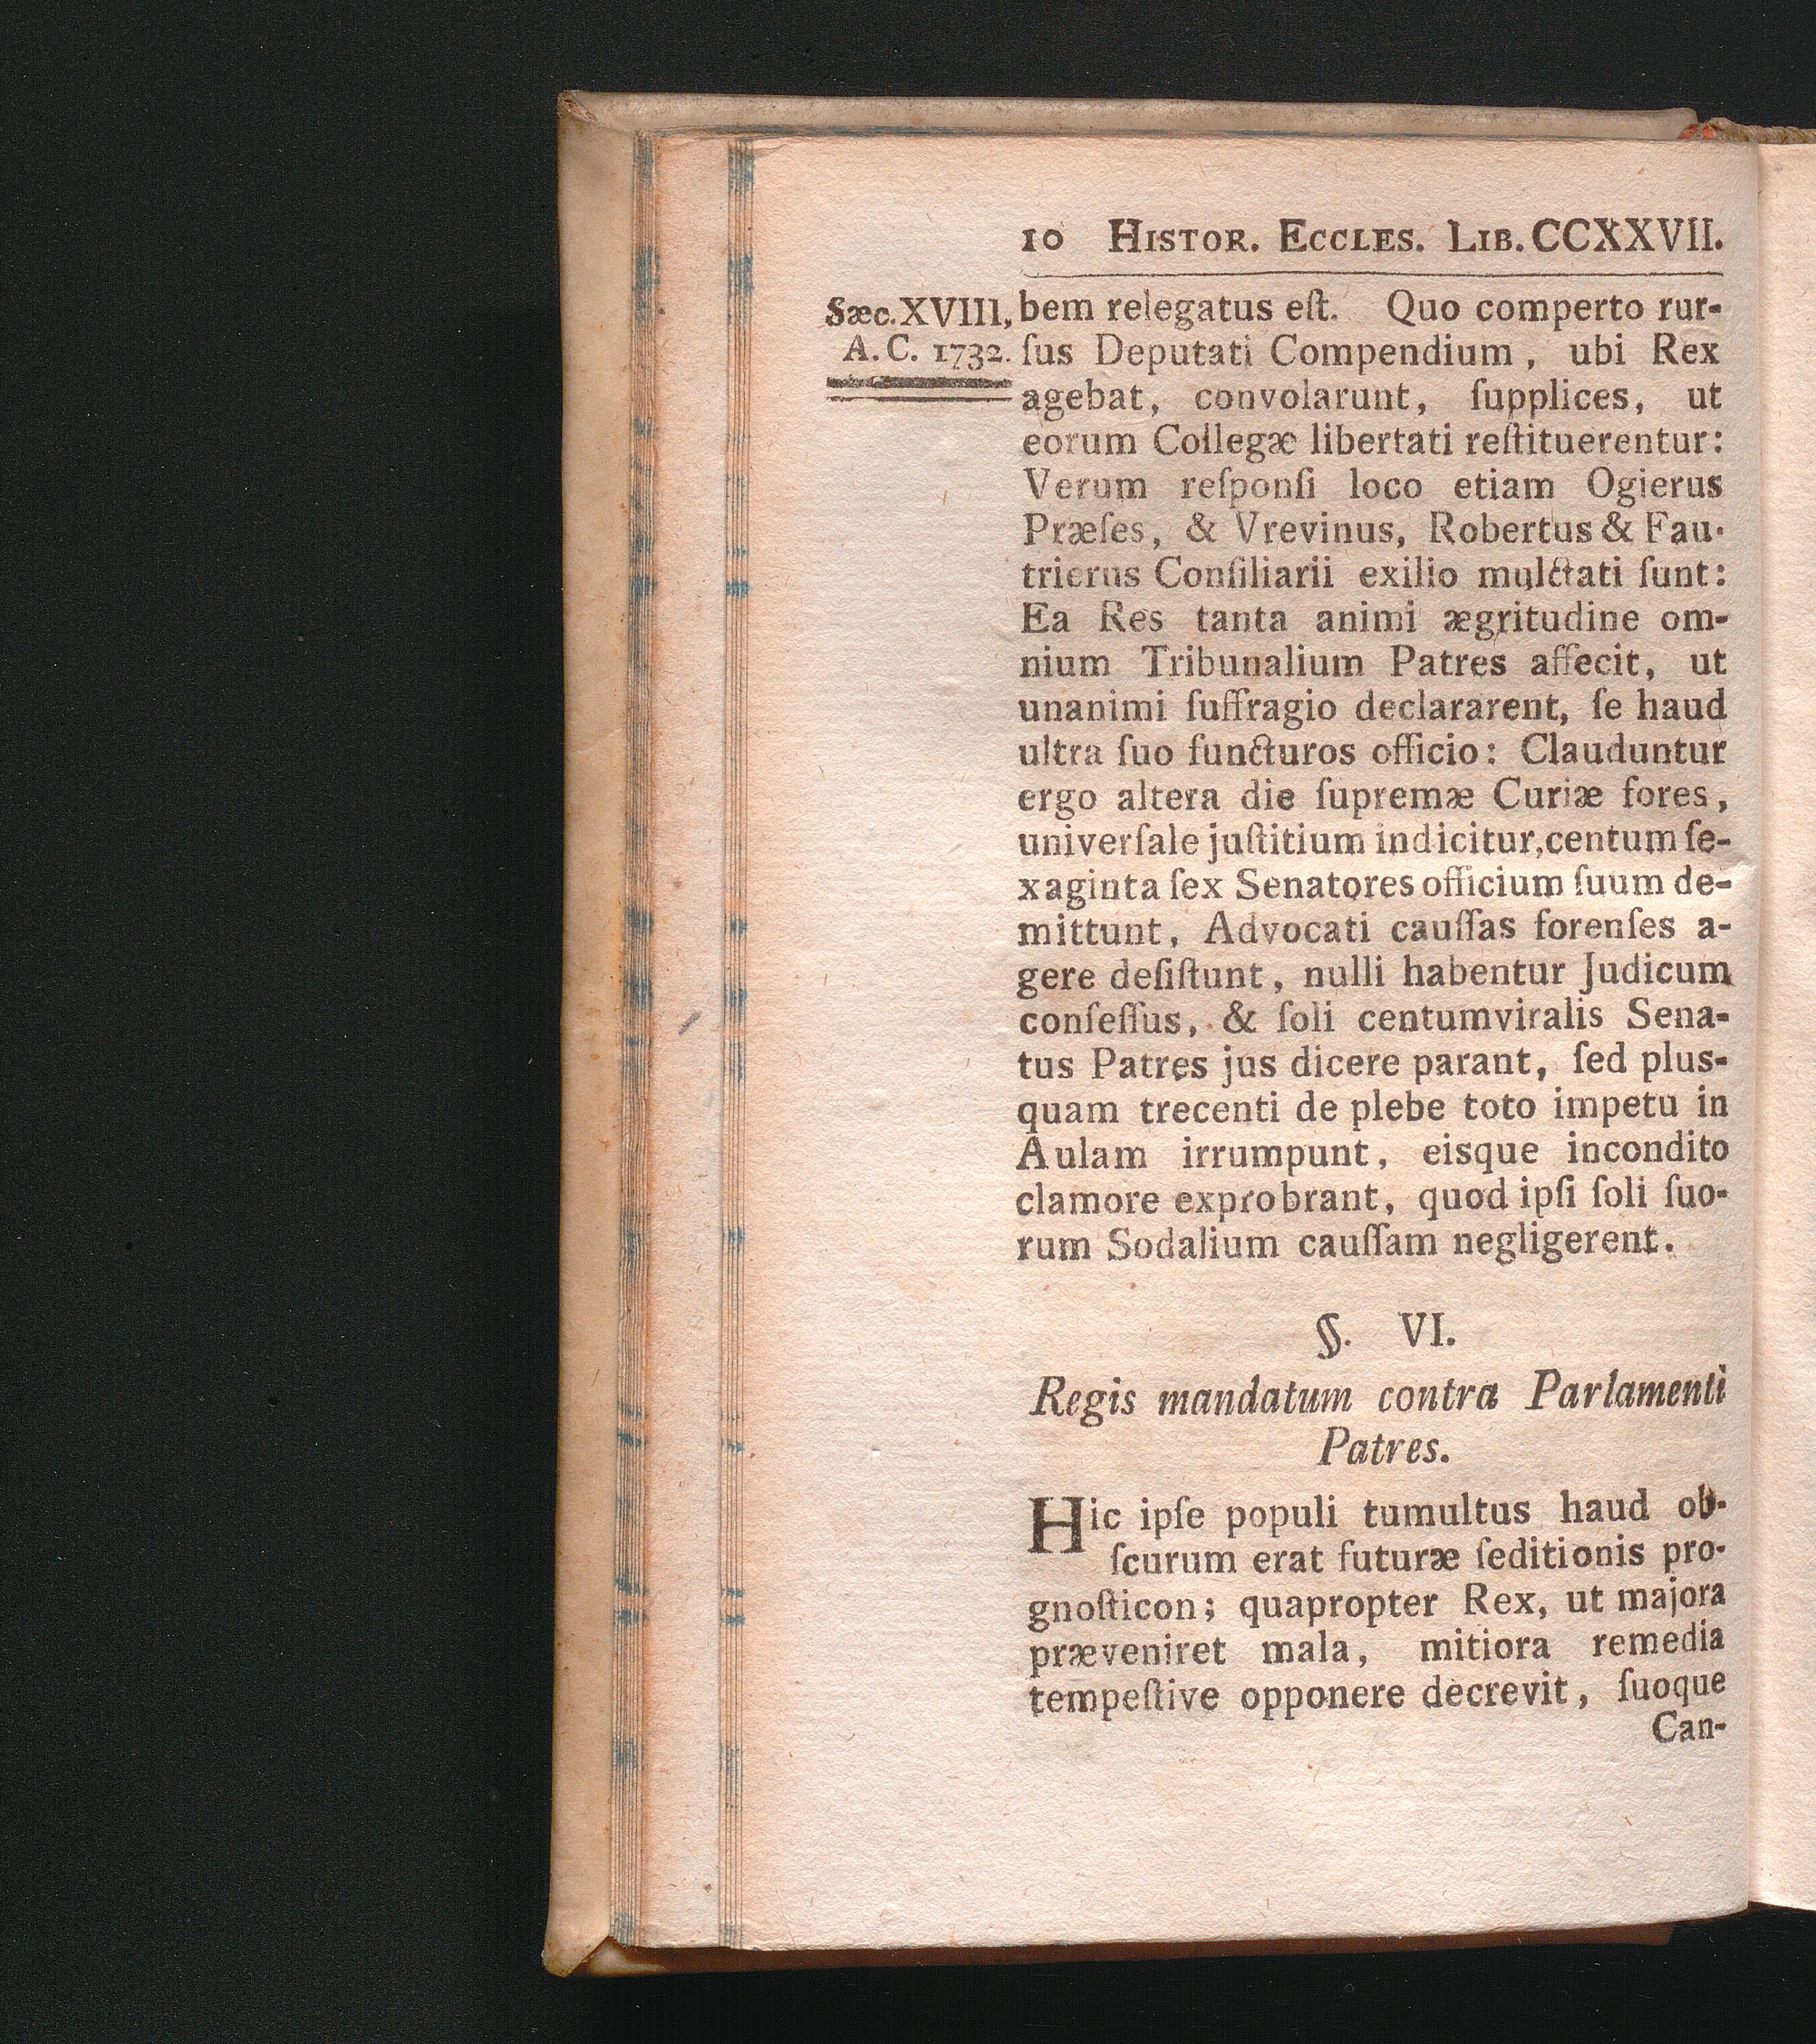 10 Histor. Eccles. Lib. CCXXVII.
Sæc. XVIII,
A. C. 1732.
bem relegatus eſt. Quo comperto rur-
ſus Deputati Compendium, ubi Rex
agebat, convolarunt, ſupplices, ut
eorum Collegæ libertati reſtituerentur:
Verum reſponſi loco etiam Ogierus
Præſes, & Vrevinus, Robertus & Fau-
trierus Conſiliarii exilio mulctati ſunt:
Ea Res tanta animi ægritudine om-
nium Tribunalium Patres affecit, ut
unanimi ſuffragio declararent, ſe haud
ultra ſuo functuros officio: Clauduntur
ergo altera die ſupremæ Curiæ fores,
univerſale juſtitium indicitur, centum ſe-
xaginta ſex Senatores officium ſuum de-
mittunt, Advocati cauſſas forenſes a-
gere deſiſtunt, nulli habentur Judicum
conſeſſus, & ſoli centumviralis Sena-
tus Patres jus dicere parant, ſed plus-
quam trecenti de plebe toto impetu in
Aulam irrumpunt, eisque incondito
clamore exprobrant, quod ipſi ſoli ſuo-
rum Sodalium cauſſam negligerent.
§. VI.
Regis mandatum contra Parlamenti
Patres.
Hic ipſe populi tumultus haud ob-
ſcurum erat futuræ ſeditionis pro-
gnoſticon; quapropter Rex, ut majora
præveniret mala, mitiora remedia
tempeſtive opponere decrevit, ſuoque
Can-